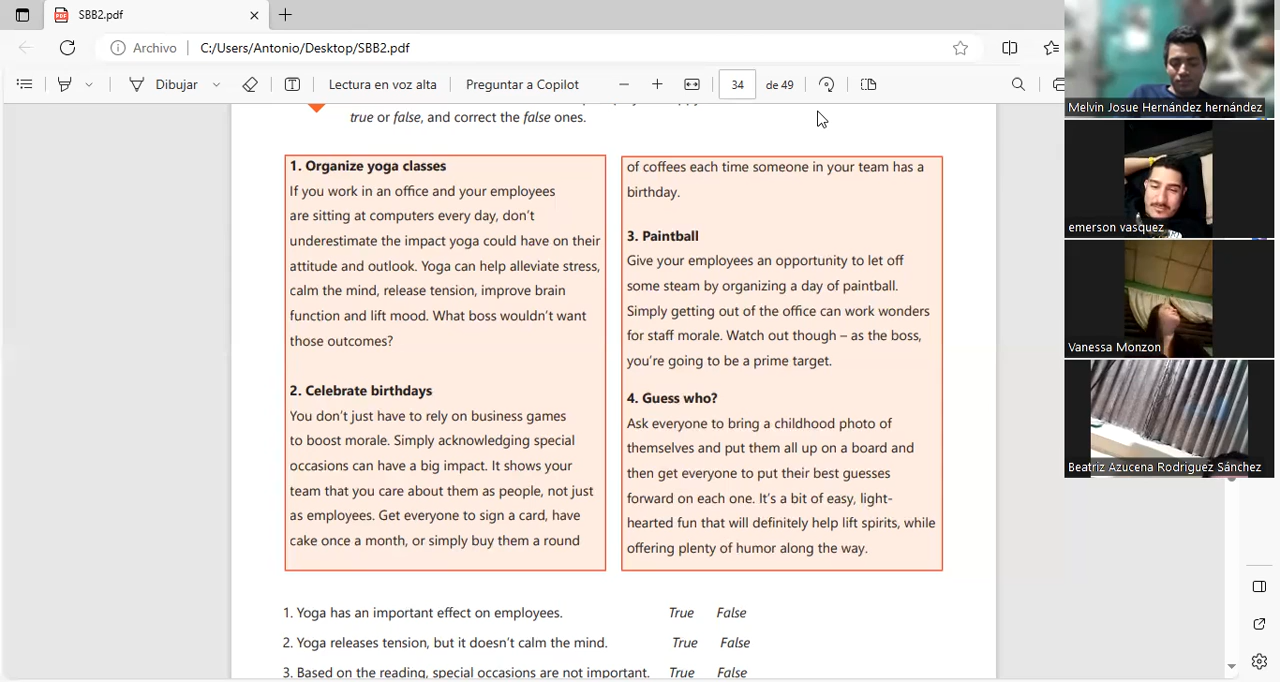 SBB2.pdf
Archivo
C:/Users/Antonio/Desktop/SBB2.pdf
Dibujar
Lectura en voz alta
Preguntar a Copilot
34
de 49
true or false, and correct the false ones.
1. Organize yoga classes
If you work in an office and your employees
are sitting at computers every day, don't
underestimate the impact yoga could have on their
attitude and outlook. Yoga can help alleviate stress,
calm the mind, release tension, improve brain
function and lift mood. What boss wouldn't want
those outcomes?
2. Celebrate birthdays
You don't just have to rely on business games
to boost morale. Simply acknowledging special
occasions can have a big impact. It shows your
team that you care about them as people, not just
as employees. Get everyone to sign a card, have
cake once a month, or simply buy them a round
of coffees each time someone in your team has a
birthday.
3. Paintball
Give your employees an opportunity to let off
some steam by organizing a day of paintball.
Simply getting out of the office can work wonders
for staff morale. Watch out though – as the boss,
you're going to be a prime target.
4. Guess who?
Ask everyone to bring a childhood photo of
themselves and put them all up on a board and
then get everyone to put their best guesses
forward on each one. It's a bit of easy, light-
hearted fun that will definitely help lift spirits, while
offering plenty of humor along the way.
1. Yoga has an important effect on employees. True False
2. Yoga releases tension, but it doesn't calm the mind. True False
3. Based on the reading, special occasions are not important. True False
Melvin Josue Hernández hernández
emerson vasquez
Vanessa Monzon
Beatriz Azucena Rodriguez Sánchez